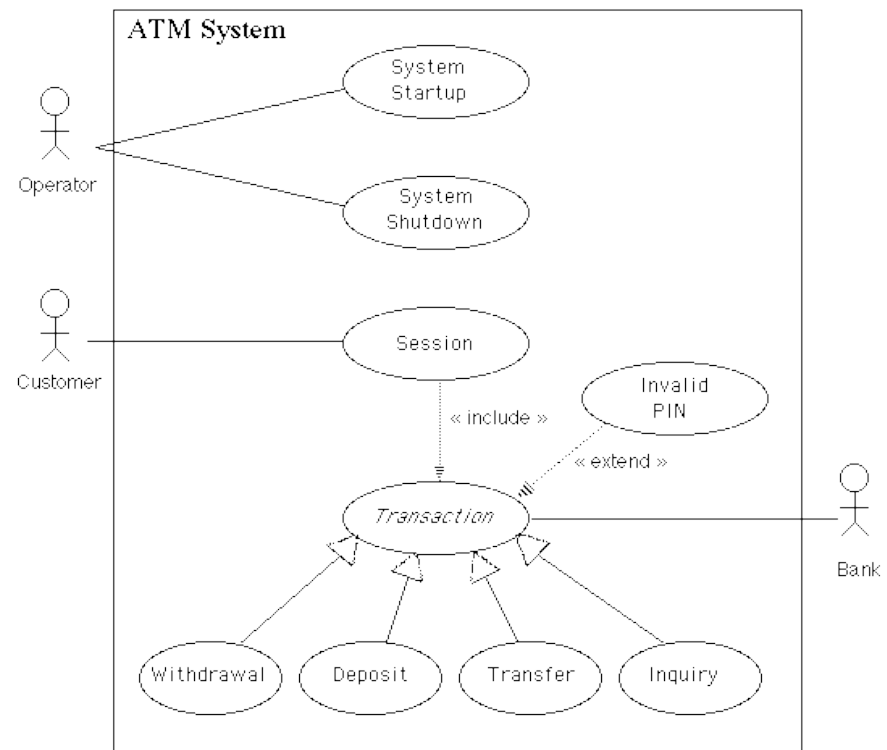 ATM System
System
Startup
Operator
System
Shutdown
Session
Customer
Invalid
PIN
« include »
« extend »
Transaction
Bank
Withdrawal
Deposit
Transfer
Inquiry